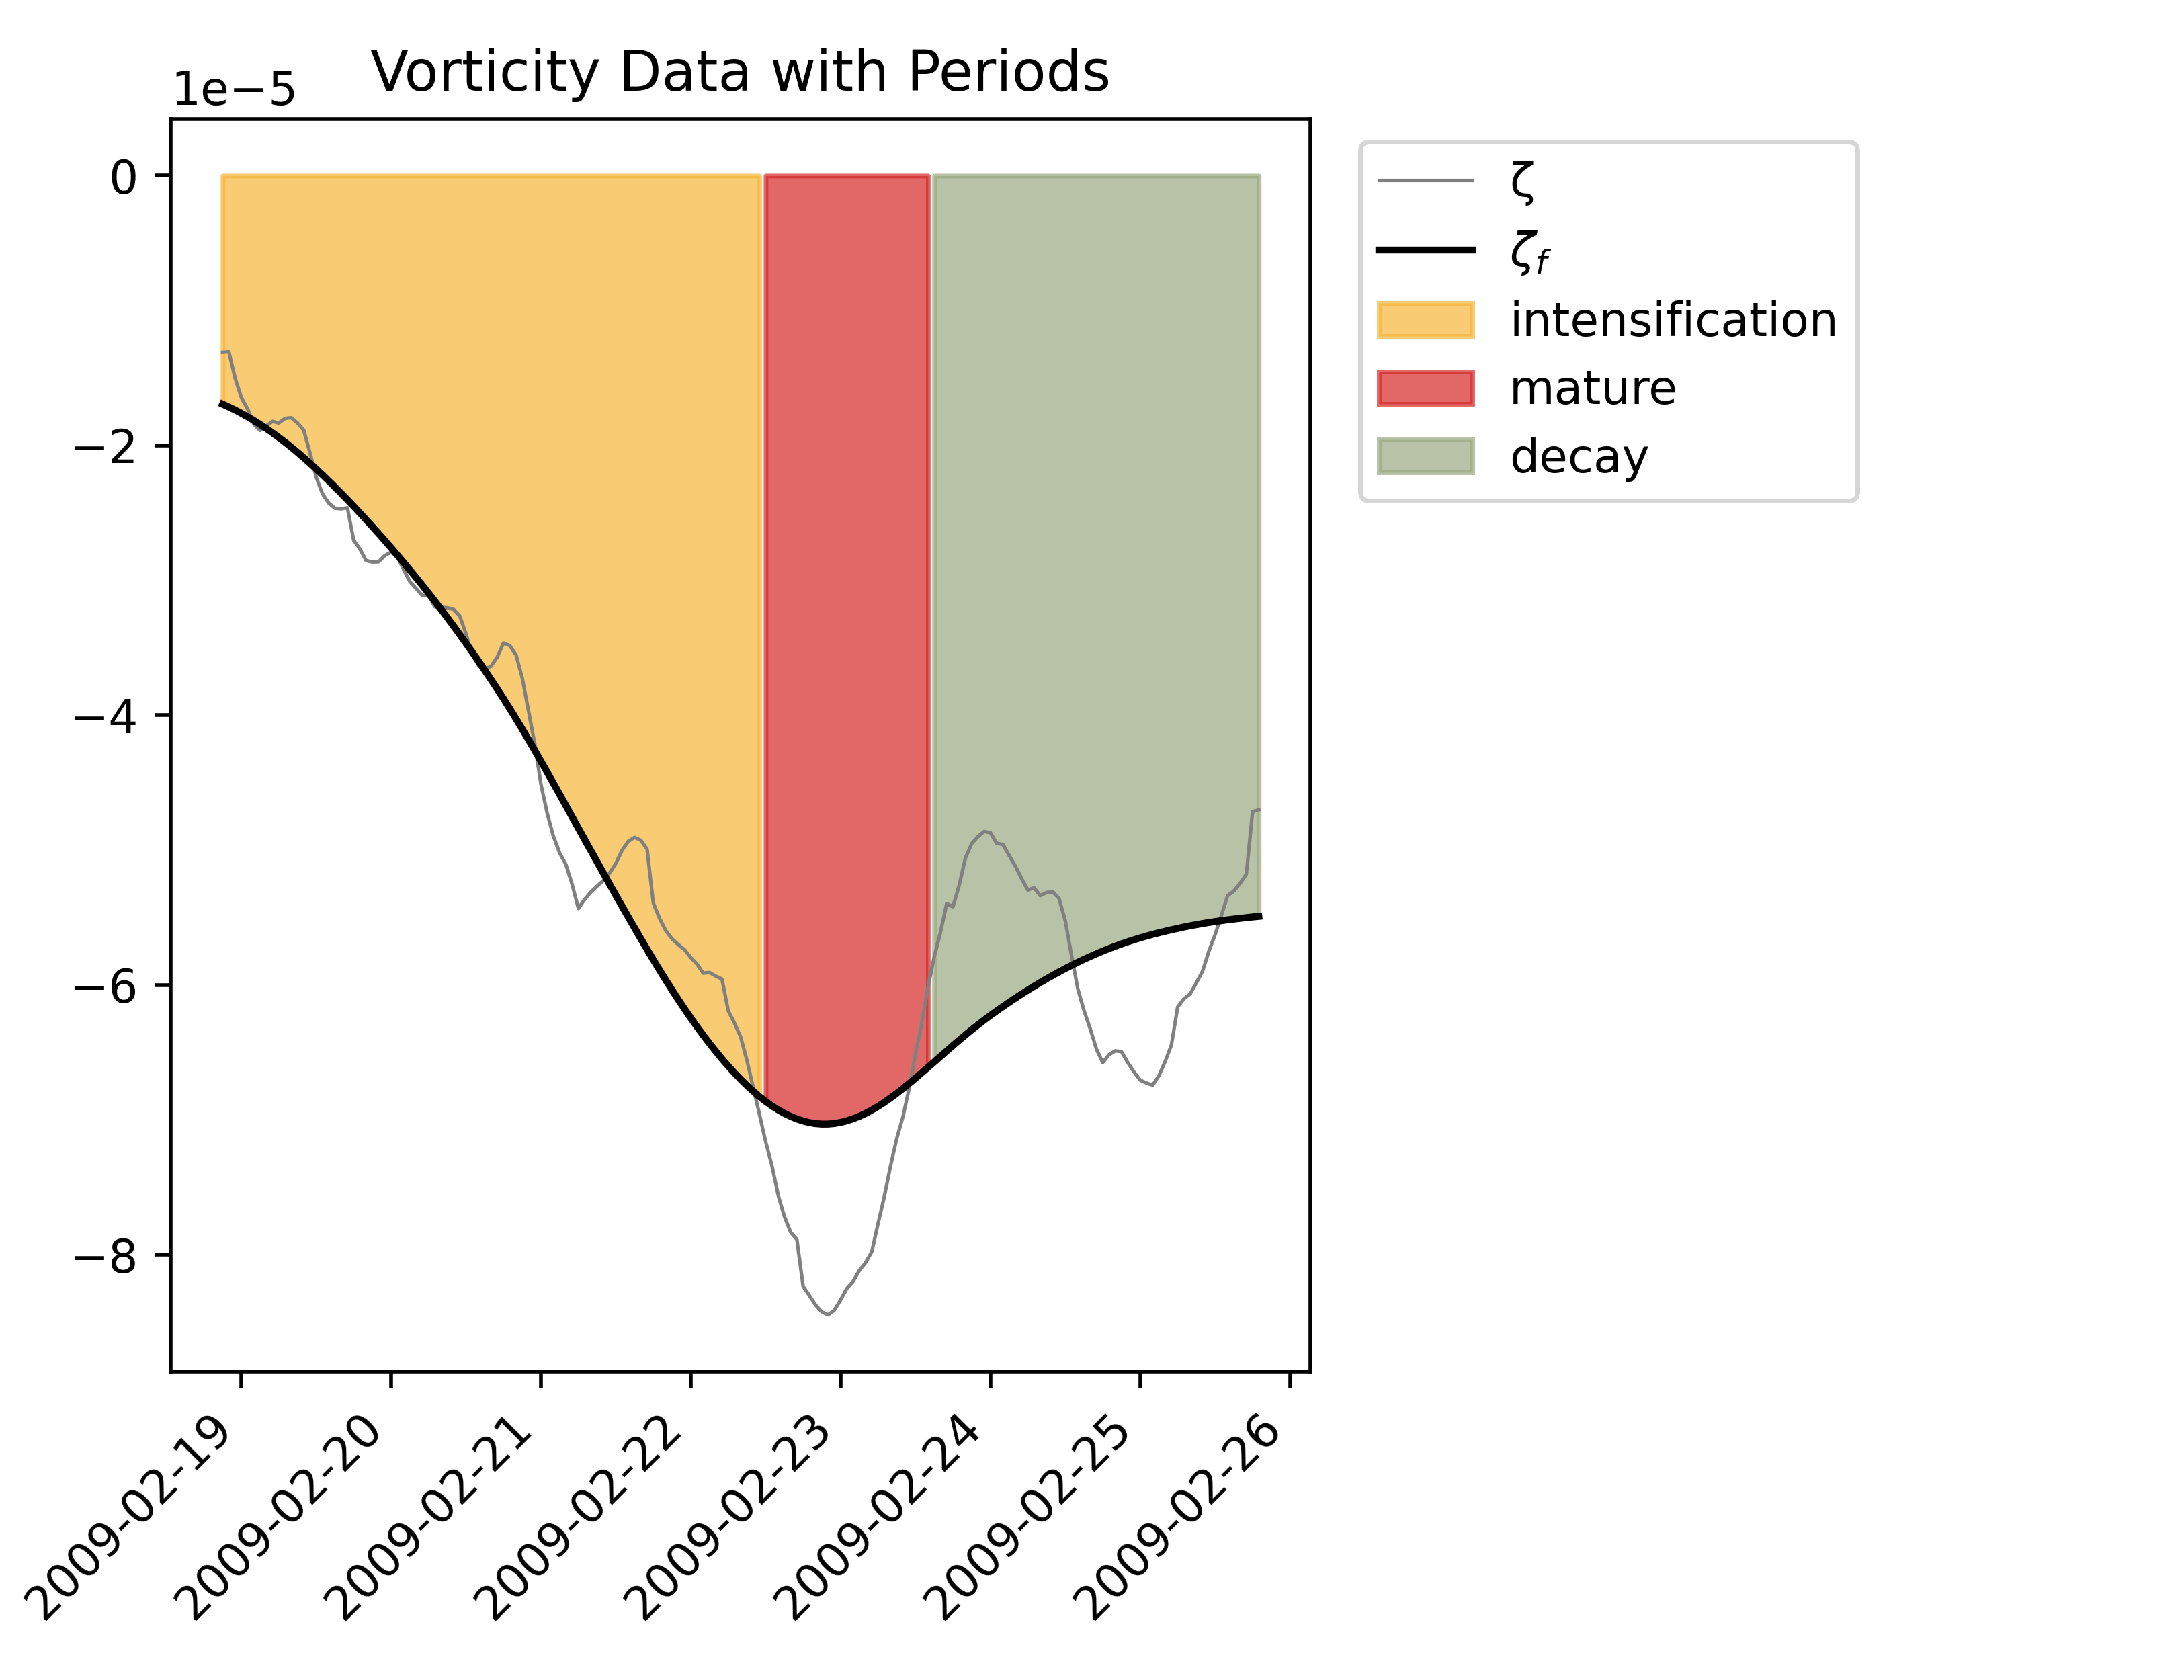 Vorticity Data with Periods
1e−5
0
−2
−4
−6
−8
2009-02-19
2009-02-20
2009-02-21
2009-02-22
2009-02-23
2009-02-24
2009-02-25
2009-02-26
ζ
ζf
intensification
mature
decay